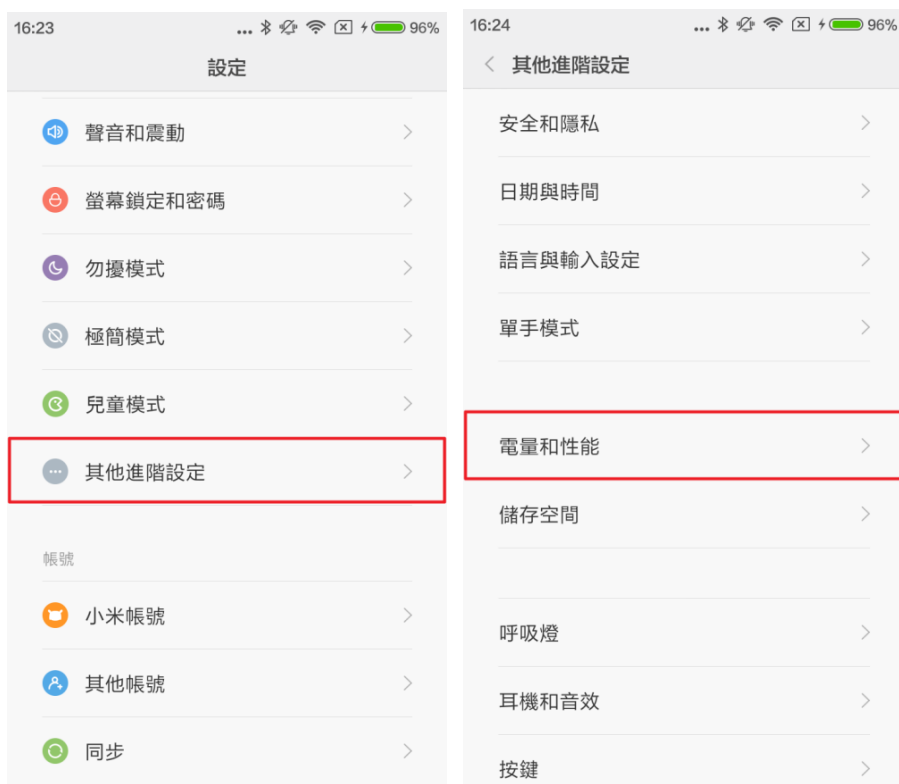 16:23
96%
設定
聲音和震動
螢幕鎖定和密碼
勿擾模式
極簡模式
兒童模式
其他進階設定
帳號
小米帳號
其他帳號
同步
16:24
96%
其他進階設定
安全和隱私
日期與時間
語言與輸入設定
單手模式
電量和性能
儲存空間
呼吸燈
耳機和音效
按鍵